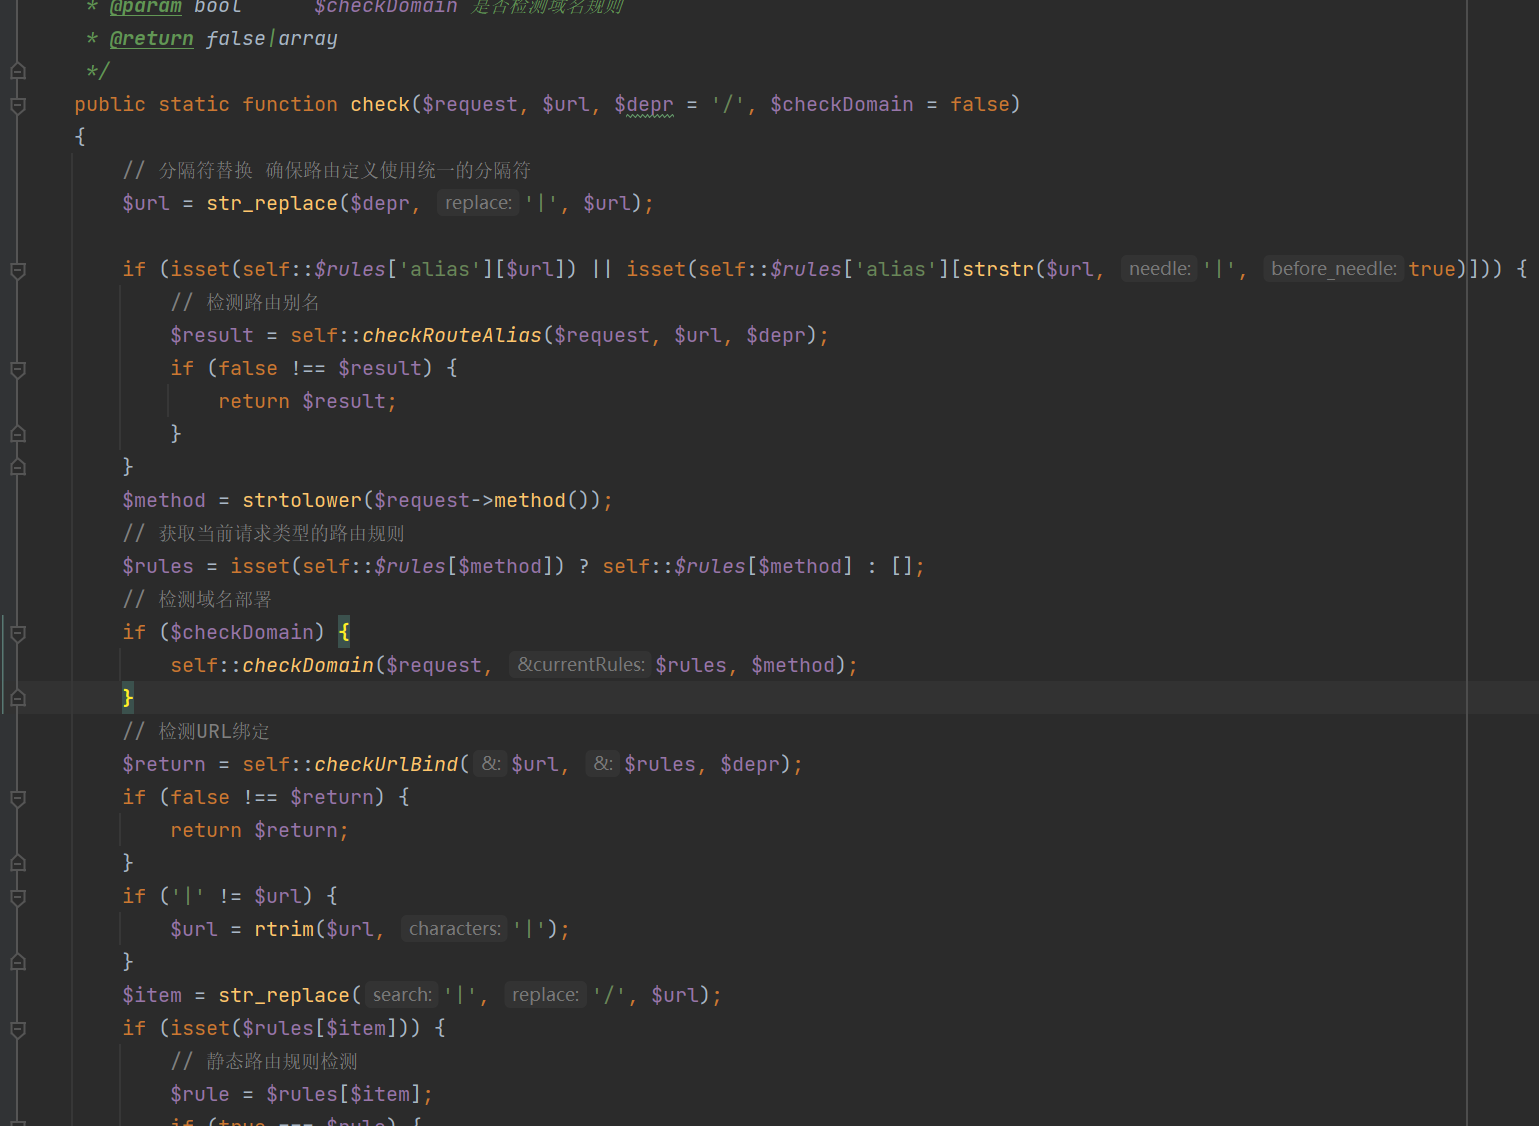 * @param bool      $checkDomain 是否检测域名规则
* @return false|array
*/
public static function check($request, $url, $depr = '/', $checkDomain = false)
{
// 分隔符替换 确保路由定义使用统一的分隔符
$url = str_replace($depr, replace: '|', $url);
if (isset(self::$rules['alias'][$url]) || isset(self::$rules['alias'][strstr($url, needle: '|', before_needle: true)])) {
// 检测路由别名
$result = self::checkRouteAlias($request, $url, $depr);
if (false !== $result) {
return $result;
}
}
$method = strtolower($request->method());
// 获取当前请求类型的路由规则
$rules = isset(self::$rules[$method]) ? self::$rules[$method] : [];
// 检测域名部署
if ($checkDomain) {
self::checkDomain($request, &currentRules: $rules, $method);
}
// 检测URL绑定
$return = self::checkUrlBind( &: $url, &: $rules, $depr);
if (false !== $return) {
return $return;
}
if ('|' != $url) {
$url = rtrim($url, characters: '|');
}
$item = str_replace( search: '|', replace: '/', $url);
if (isset($rules[$item])) {
// 静态路由规则检测
$rule = $rules[$item];
if (true === $rule) {